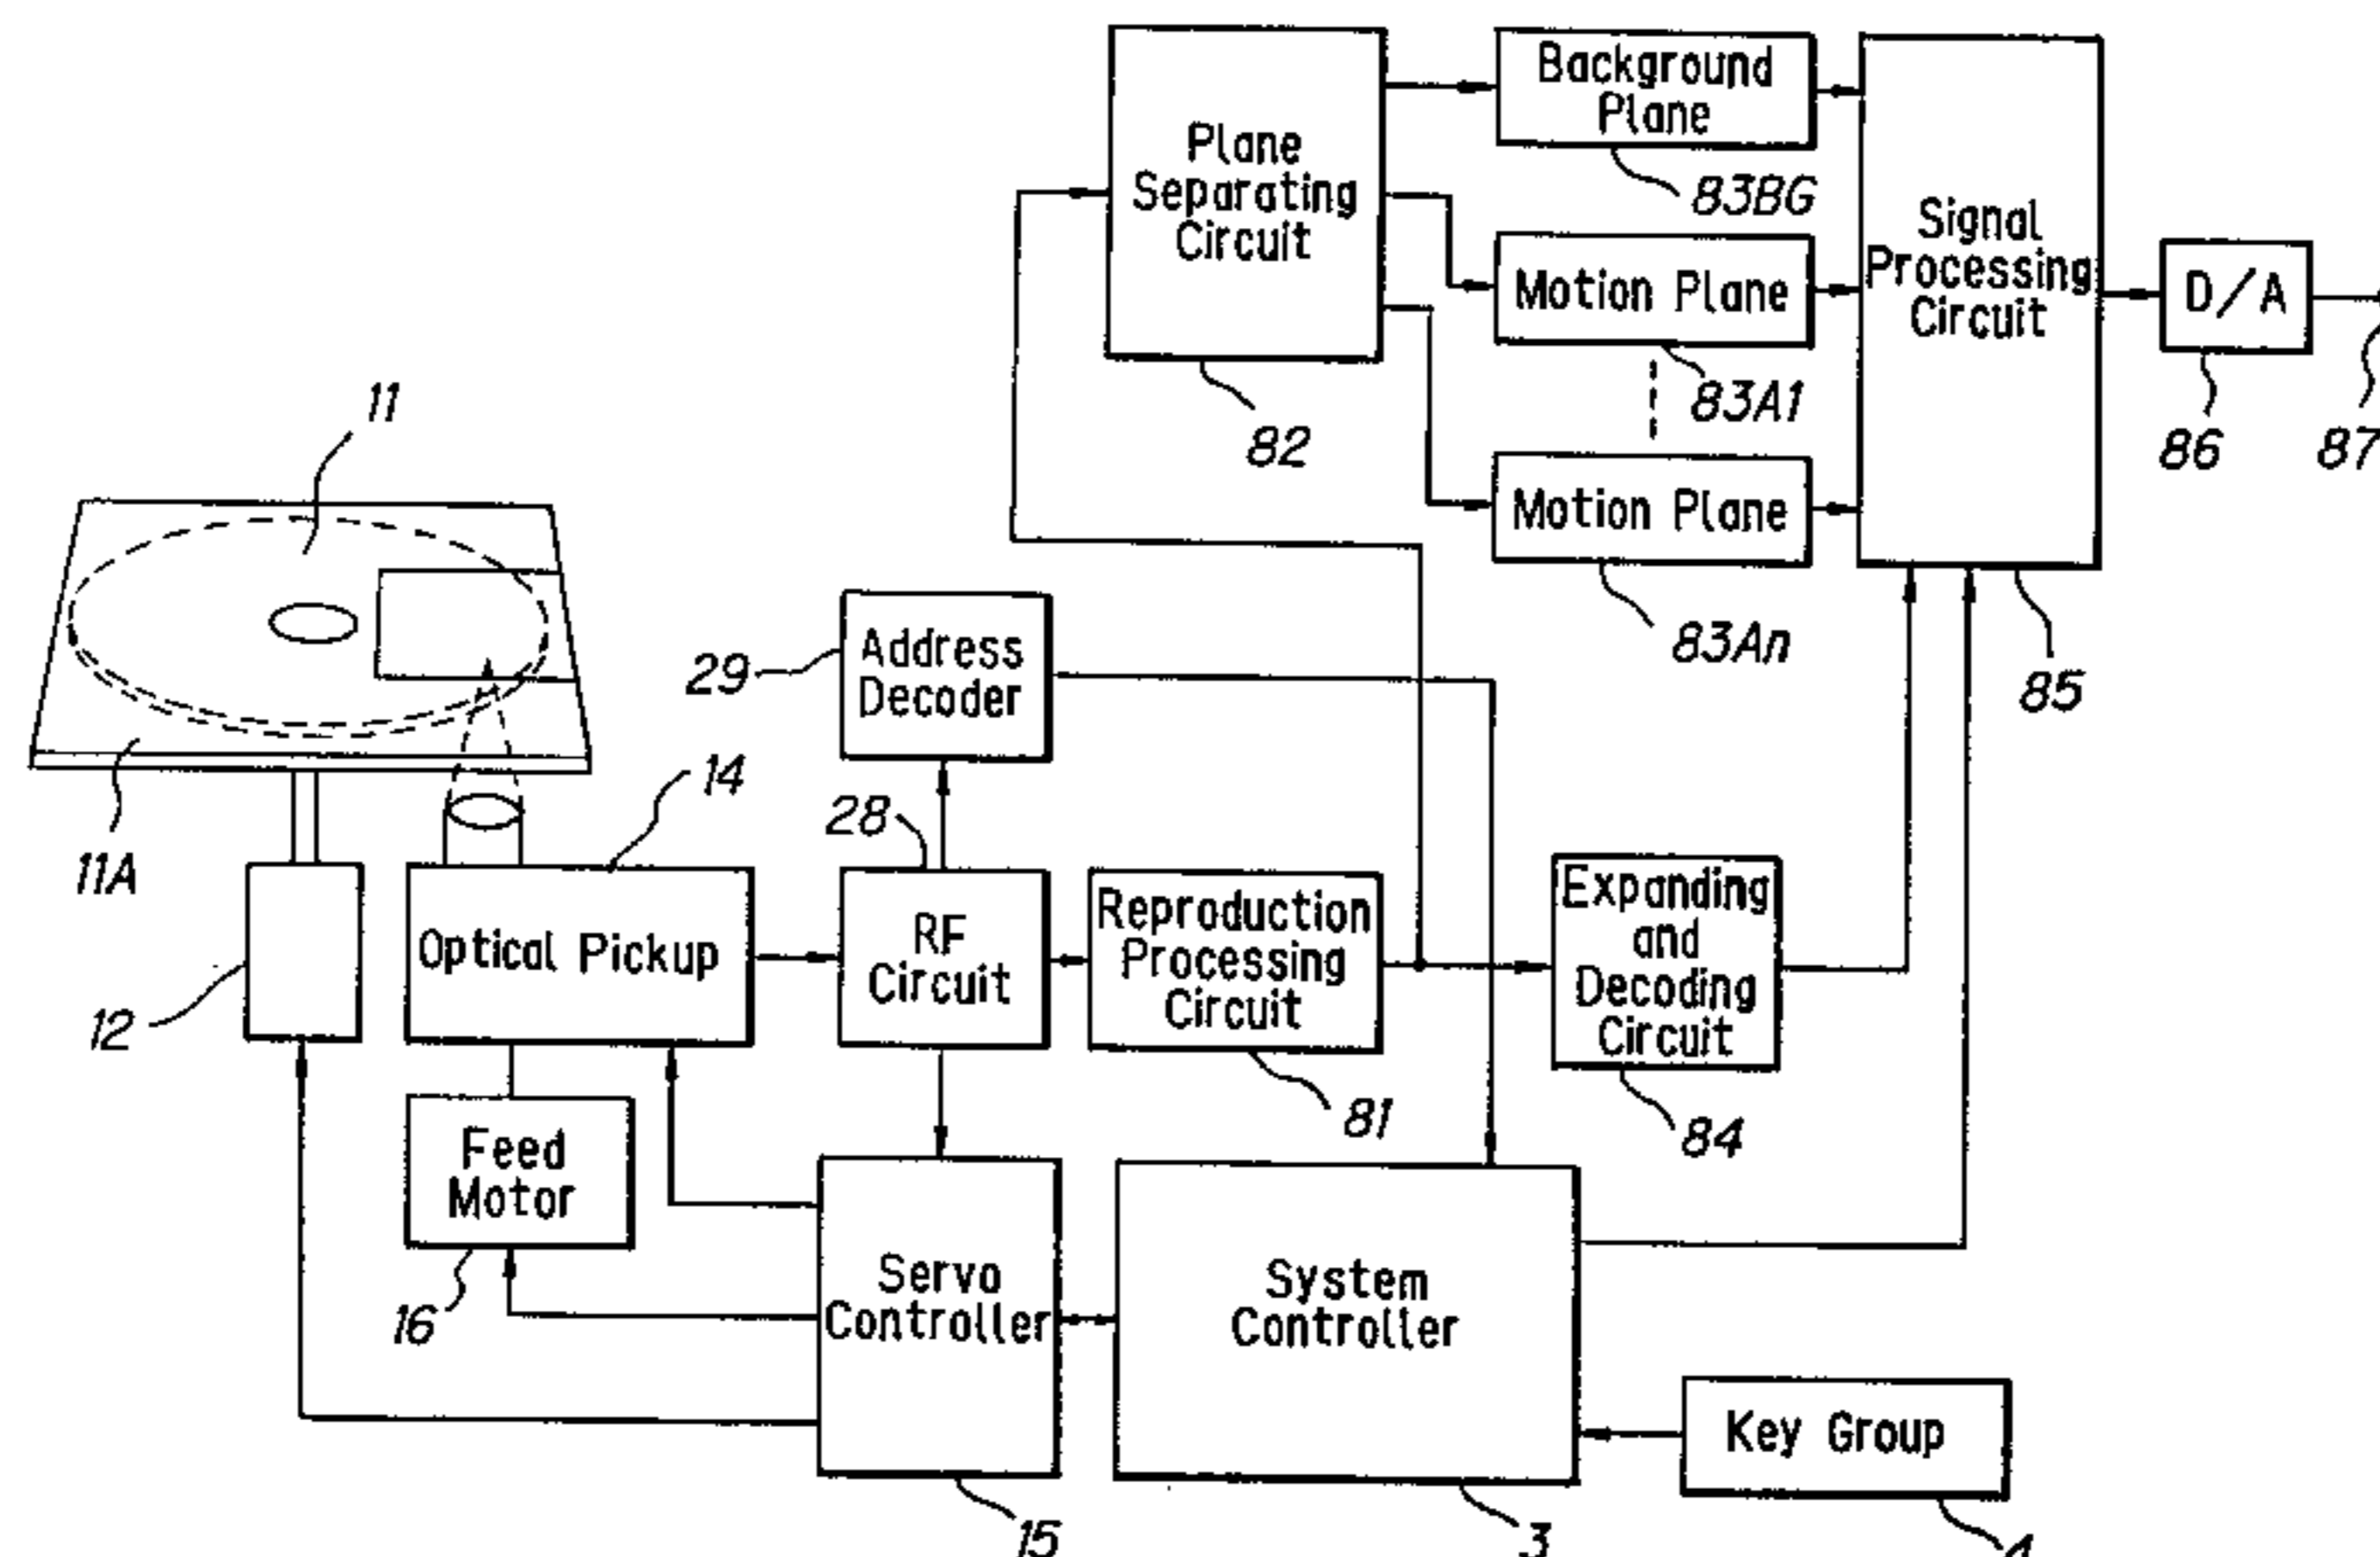 Background
Plane
83BG
Plane
Separating
Circuit
82
Signal
Processing
Circuit
85
Motion Plane
83A1
D/A
86
87
Motion Plane
83An
11
11A
Address
Decoder
29
14
28
12
Optical Pickup
RF
Circuit
Reproduction
Processing
Circuit
81
Expanding
and
Decoding
Circuit
84
Feed
Motor
16
Servo
Controller
15
System
Controller
3
Key Group
4